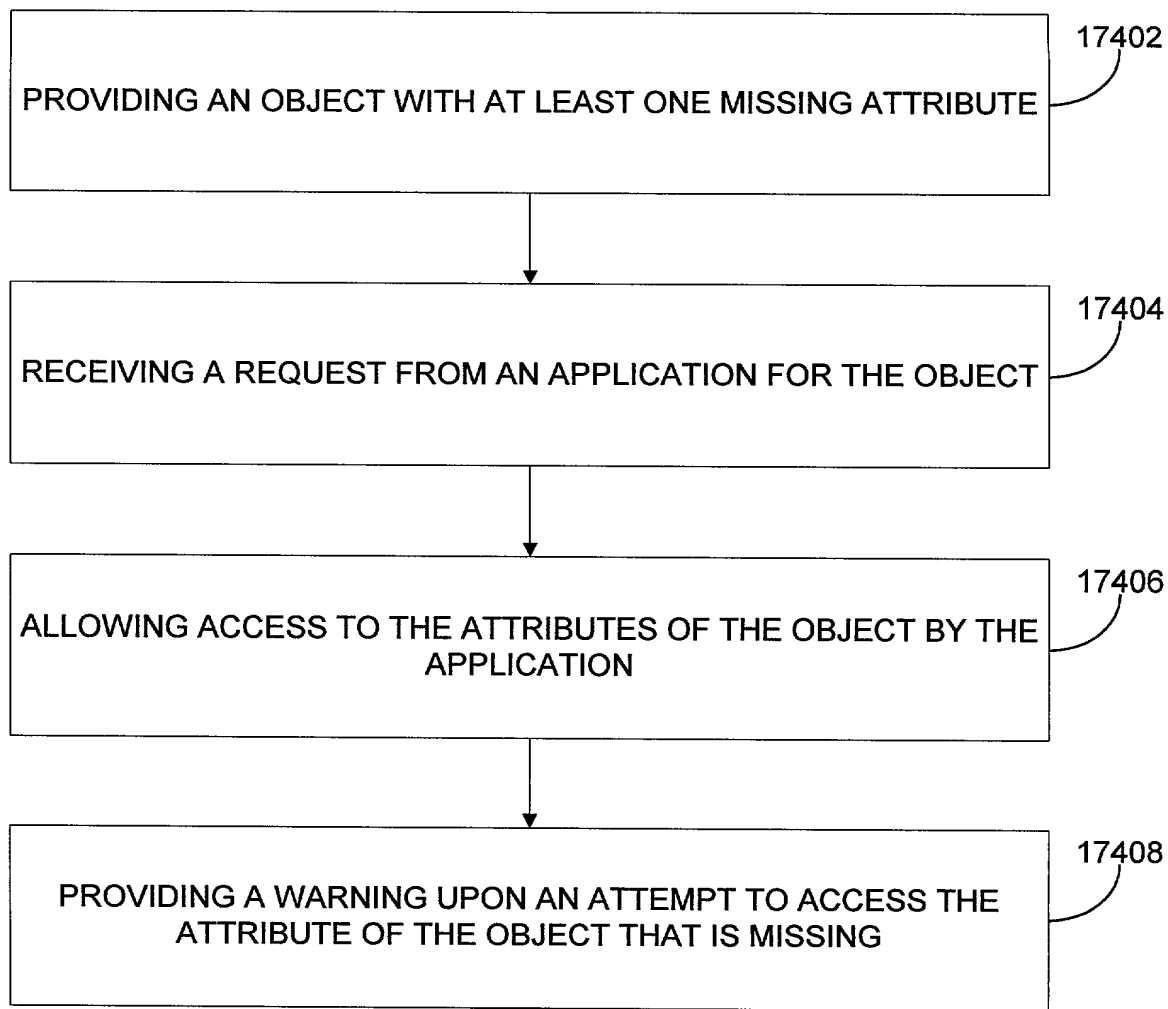 17402
PROVIDING AN OBJECT WITH AT LEAST ONE MISSING ATTRIBUTE
17404
RECEIVING A REQUEST FROM AN APPLICATION FOR THE OBJECT
17406
ALLOWING ACCESS TO THE ATTRIBUTES OF THE OBJECT BY THE
APPLICATION
17408
PROVIDING A WARNING UPON AN ATTEMPT TO ACCESS THE
ATTRIBUTE OF THE OBJECT THAT IS MISSING